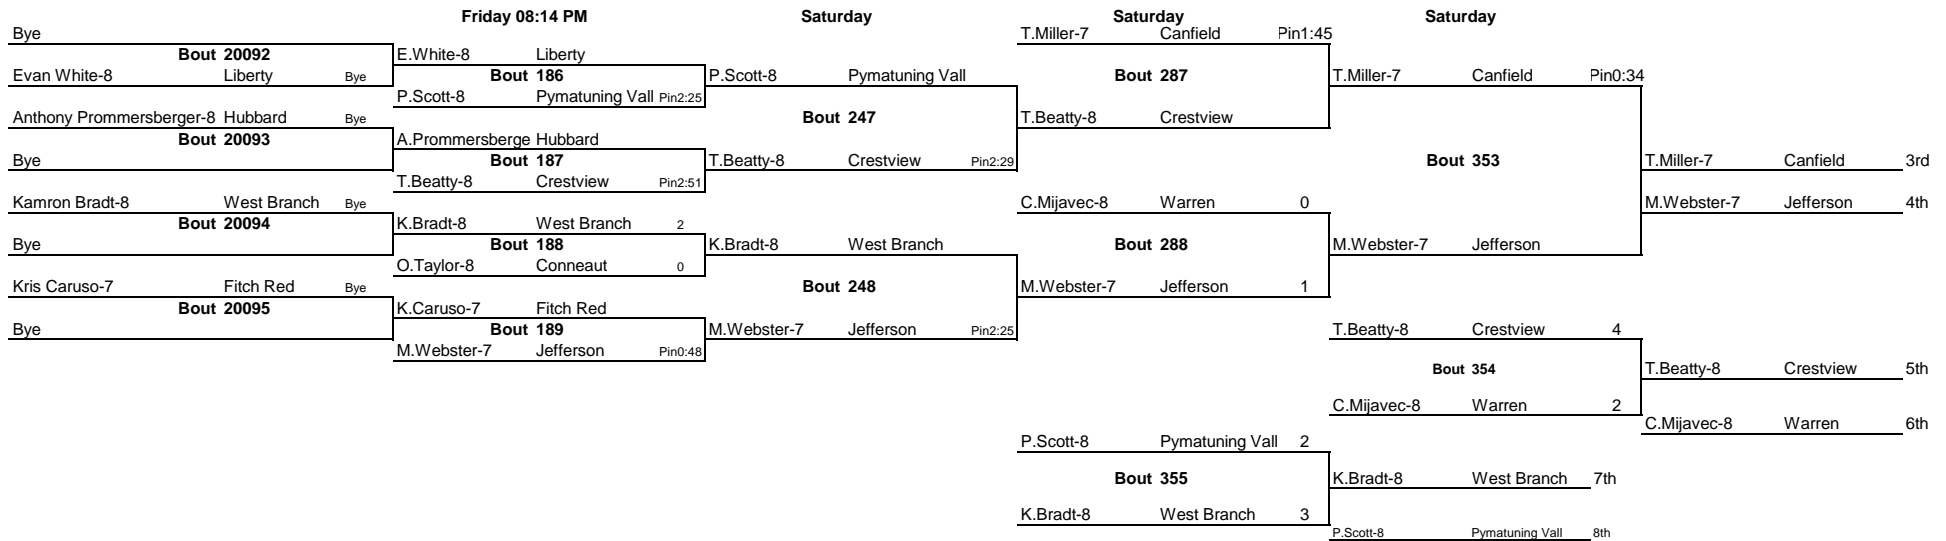 Friday 08:14 PM Saturday Saturday Saturday
Bye T.Miller-7 Canfield Pin1:45
Bout 20092 E.White-8 Liberty
Evan White-8 Liberty Bye Bout 186 P.Scott-8 Pymatuning Vall Bout 287 T.Miller-7 Canfield Pin0:34
P.Scott-8 Pymatuning Vall Pin2:25
Anthony Prommersberger-8 Hubbard Bye Bout 247 T.Beatty-8 Crestview
Bout 20093 A.Prommersberge Hubbard
Bye Bout 187 T.Beatty-8 Crestview Pin2:29 Bout 353 T.Miller-7 Canfield 3rd
T.Beatty-8 Crestview Pin2:51
Kamron Bradt-8 West Branch Bye C.Mijavec-8 Warren 0 M.Webster-7 Jefferson 4th
Bout 20094 K.Bradt-8 West Branch 2
Bye Bout 188 K.Bradt-8 West Branch Bout 288 M.Webster-7 Jefferson
O.Taylor-8 Conneaut 0
Kris Caruso-7 Fitch Red Bye Bout 248 M.Webster-7 Jefferson 1
Bout 20095 K.Caruso-7 Fitch Red
Bye Bout 189 M.Webster-7 Jefferson Pin2:25 T.Beatty-8 Crestview 4
M.Webster-7 Jefferson Pin0:48
Bout 354 T.Beatty-8 Crestview 5th
C.Mijavec-8 Warren 2
C.Mijavec-8 Warren 6th
P.Scott-8 Pymatuning Vall 2
Bout 355 K.Bradt-8 West Branch 7th
K.Bradt-8 West Branch 3
P.Scott-8 Pymatuning Vall 8th